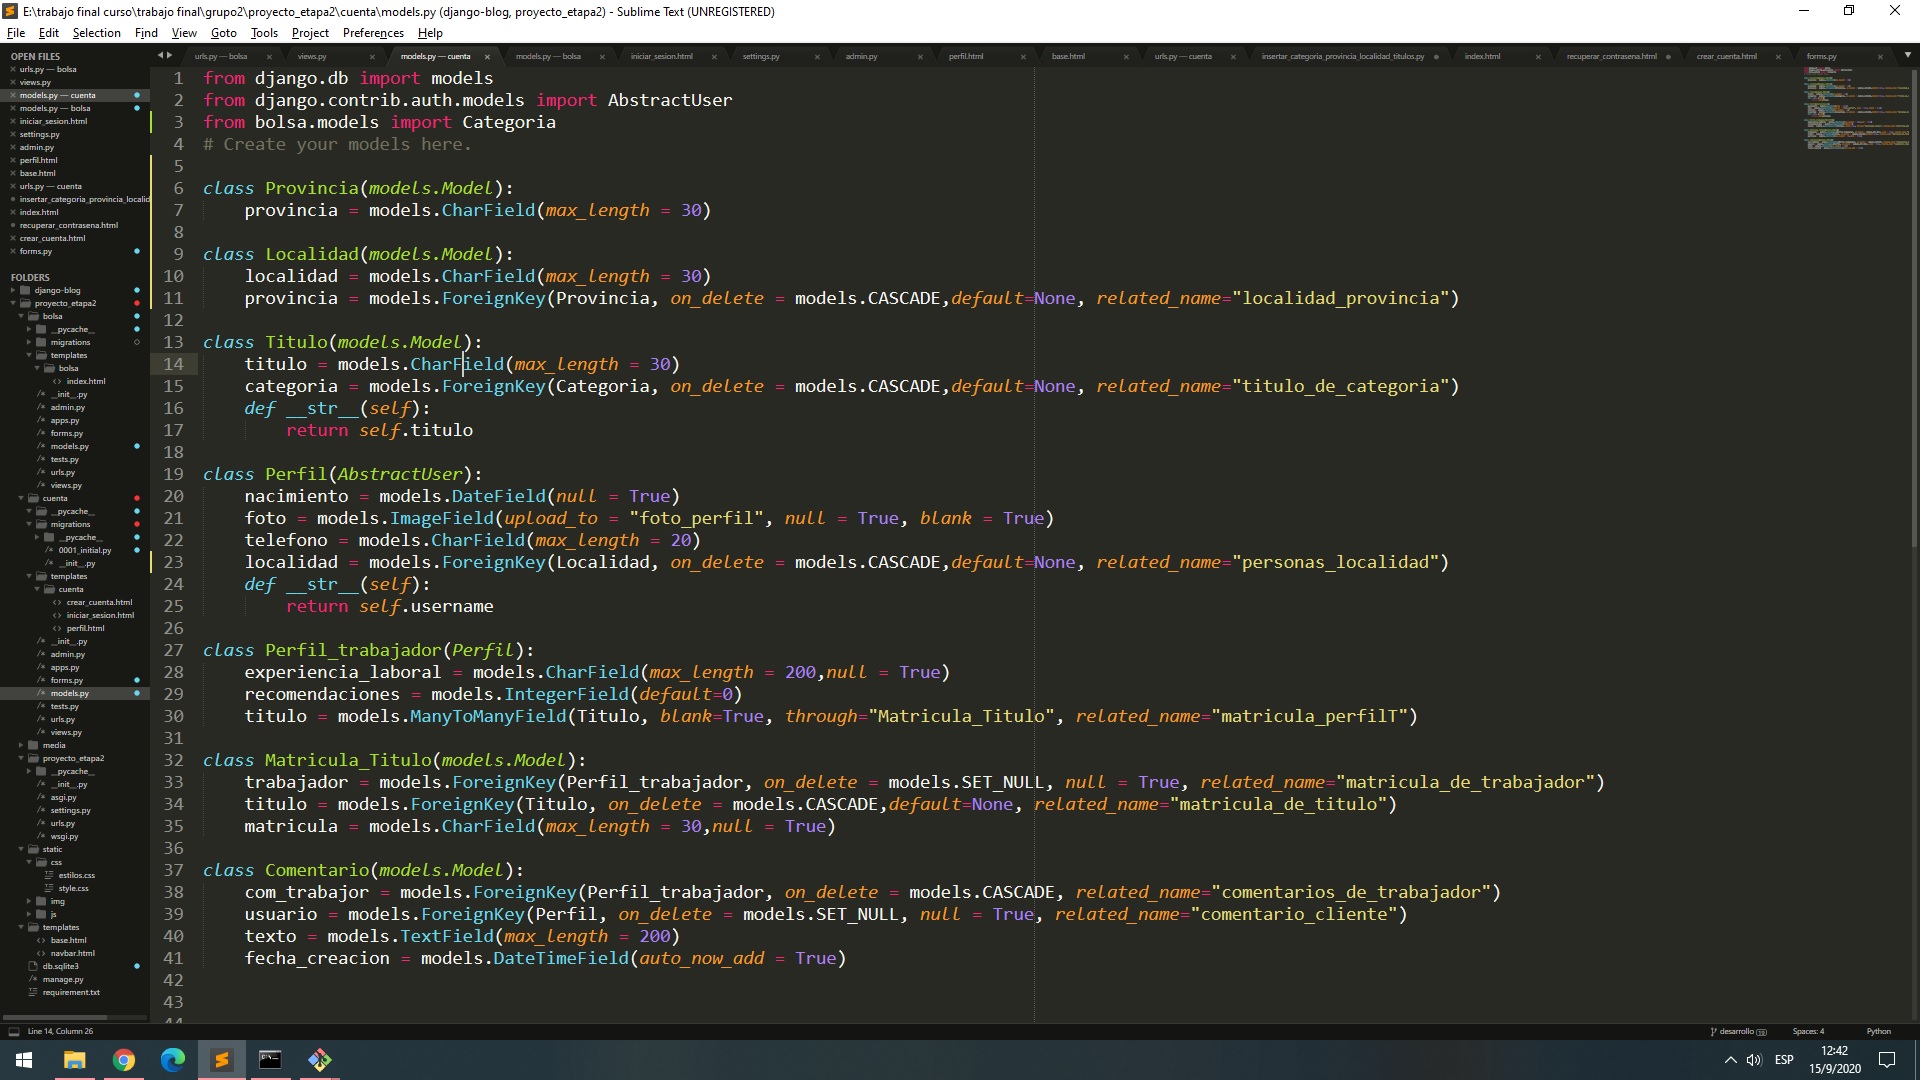 E:\trabajo final curso\trabajo final\grupo2\proyecto_etapa2\cuenta\models.py (django-blog, proyecto_etapa2) - Sublime Text (UNREGISTERED)
File Edit Selection Find View Goto Tools Project Preferences Help
OPEN FILES
urls.py — bolsa
views.py
models.py — cuenta
models.py — bolsa
iniciar_sesion.html
settings.py
admin.py
perfil.html
base.html
urls.py — cuenta
insertar_categoria_provincia_localid
index.html
recuperar_contrasena.html
crear_cuenta.html
forms.py
FOLDERS
django-blog
proyecto_etapa2
bolsa
__pycache__
migrations
templates
bolsa
index.html
__init__.py
admin.py
apps.py
forms.py
models.py
tests.py
urls.py
views.py
cuenta
__pycache__
migrations
__pycache__
0001_initial.py
__init__.py
templates
cuenta
crear_cuenta.html
iniciar_sesion.html
perfil.html
__init__.py
admin.py
apps.py
forms.py
models.py
tests.py
urls.py
views.py
media
proyecto_etapa2
__pycache__
__init__.py
asgi.py
settings.py
urls.py
wsgi.py
static
css
estilos.css
style.css
img
js
templates
base.html
navbar.html
db.sqlite3
manage.py
requirement.txt
urls.py — bolsa views.py models.py — cuenta models.py — bolsa iniciar_sesion.html settings.py admin.py perfil.html base.html urls.py — cuenta insertar_categoria_provincia_localidad_titulos.py index.html recuperar_contrasena.html crear_cuenta.html forms.py
1 from django.db import models
2 from django.contrib.auth.models import AbstractUser
3 from bolsa.models import Categoria
4 # Create your models here.
5
6 class Provincia(models.Model):
7 provincia = models.CharField(max_length = 30)
8
9 class Localidad(models.Model):
10 localidad = models.CharField(max_length = 30)
11 provincia = models.ForeignKey(Provincia, on_delete = models.CASCADE,default=None, related_name="localidad_provincia")
12
13 class Titulo(models.Model):
14 titulo = models.CharField(max_length = 30)
15 categoria = models.ForeignKey(Categoria, on_delete = models.CASCADE,default=None, related_name="titulo_de_categoria")
16 def __str__(self):
17 return self.titulo
18
19 class Perfil(AbstractUser):
20 nacimiento = models.DateField(null = True)
21 foto = models.ImageField(upload_to = "foto_perfil", null = True, blank = True)
22 telefono = models.CharField(max_length = 20)
23 localidad = models.ForeignKey(Localidad, on_delete = models.CASCADE,default=None, related_name="personas_localidad")
24 def __str__(self):
25 return self.username
26
27 class Perfil_trabajador(Perfil):
28 experiencia_laboral = models.CharField(max_length = 200,null = True)
29 recomendaciones = models.IntegerField(default=0)
30 titulo = models.ManyToManyField(Titulo, blank=True, through="Matricula_Titulo", related_name="matricula_perfilT")
31
32 class Matricula_Titulo(models.Model):
33 trabajador = models.ForeignKey(Perfil_trabajador, on_delete = models.SET_NULL, null = True, related_name="matricula_de_trabajador")
34 titulo = models.ForeignKey(Titulo, on_delete = models.CASCADE,default=None, related_name="matricula_de_titulo")
35 matricula = models.CharField(max_length = 30,null = True)
36
37 class Comentario(models.Model):
38 com_trabajor = models.ForeignKey(Perfil_trabajador, on_delete = models.CASCADE, related_name="comentarios_de_trabajador")
39 usuario = models.ForeignKey(Perfil, on_delete = models.SET_NULL, null = True, related_name="comentario_cliente")
40 texto = models.TextField(max_length = 200)
41 fecha_creacion = models.DateTimeField(auto_now_add = True)
42
43
44
Line 14, Column 26
desarrollo
Spaces: 4
Python
ESP
12:42
15/9/2020